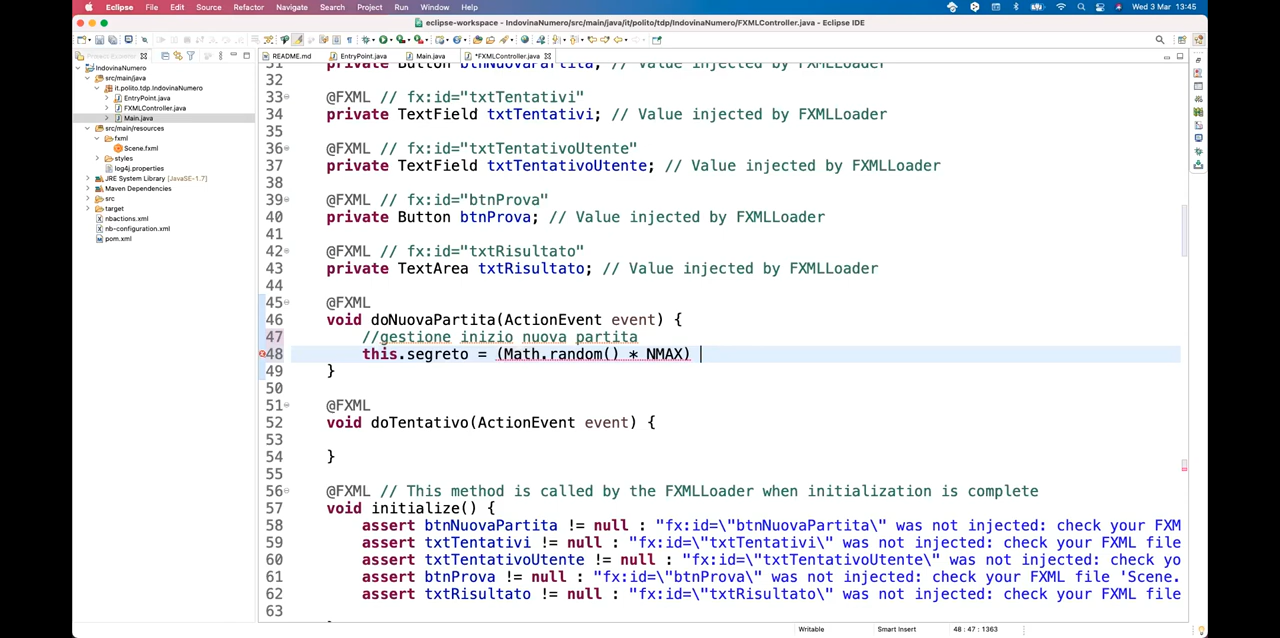 Eclipse File Edit Source Refactor Navigate Search Project Run Window Help Wed 3 Mar 13:45
eclipse-workspace - IndovinaNumero/src/main/java/it/polito/tdp/IndovinaNumero/FXMLController.java - Eclipse IDE
Project Explorer README.md EntryPoint.java Main.java *FXMLController.java
IndovinaNumero
src/main/java
it.polito.tdp.IndovinaNumero
EntryPoint.java
FXMLController.java
Main.java
src/main/resources
fxml
Scene.fxml
styles
log4j.properties
JRE System Library [JavaSE-1.7]
Maven Dependencies
src
target
nbactions.xml
nb-configuration.xml
pom.xml
31 private Button btnNuovaPartita; // Value injected by FXMLLoader
32
33 @FXML // fx:id="txtTentativi"
34 private TextField txtTentativi; // Value injected by FXMLLoader
35
36 @FXML // fx:id="txtTentativoUtente"
37 private TextField txtTentativoUtente; // Value injected by FXMLLoader
38
39 @FXML // fx:id="btnProva"
40 private Button btnProva; // Value injected by FXMLLoader
41
42 @FXML // fx:id="txtRisultato"
43 private TextArea txtRisultato; // Value injected by FXMLLoader
44
45 @FXML
46 void doNuovaPartita(ActionEvent event) {
47 //gestione inizio nuova partita
48 this.segreto = (Math.random() * NMAX)
49 }
50
51 @FXML
52 void doTentativo(ActionEvent event) {
53
54 }
55
56 @FXML // This method is called by the FXMLLoader when initialization is complete
57 void initialize() {
58 assert btnNuovaPartita != null : "fx:id=\"btnNuovaPartita\" was not injected: check your FXM
59 assert txtTentativi != null : "fx:id=\"txtTentativi\" was not injected: check your FXML file
60 assert txtTentativoUtente != null : "fx:id=\"txtTentativoUtente\" was not injected: check yo
61 assert btnProva != null : "fx:id=\"btnProva\" was not injected: check your FXML file 'Scene.
62 assert txtRisultato != null : "fx:id=\"txtRisultato\" was not injected: check your FXML file
63
Writable Smart Insert 48 : 47 : 1363